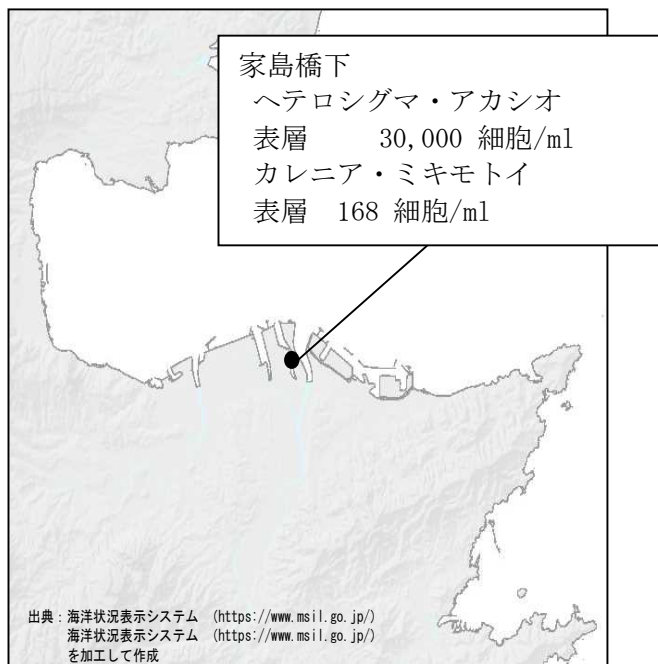 家島橋下
ヘテロシグマ・アカシオ
表層 30,000 細胞/ml
カレニア・ミキモトイ
表層 168 細胞/ml
出典：海洋状況表示システム (https://www.msil.go.jp/)
海洋状況表示システム (https://www.msil.go.jp/)
を加工して作成